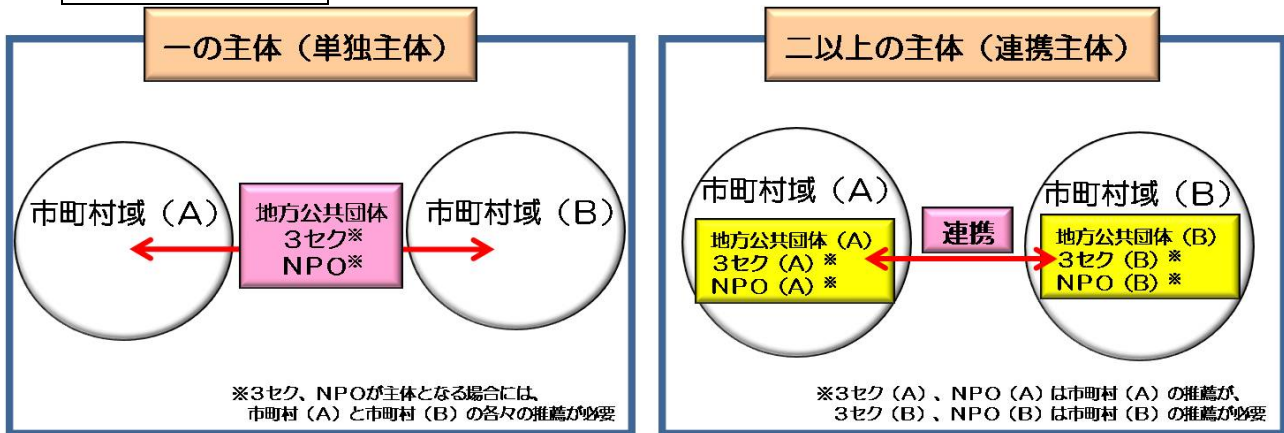 一の主体（単独主体）
市町村域（A）
地方公共団体
3セク※
NPO※
市町村域（B）
※3セク、NPOが主体となる場合には、
市町村（A）と市町村（B）の各々の推薦が必要
二以上の主体（連携主体）
市町村域（A）
地方公共団体（A）
3セク（A）※
NPO（A）※
連携
市町村域（B）
地方公共団体（B）
3セク（B）※
NPO（B）※
※3セク（A）、NPO（A）は市町村（A）の推薦が、
3セク（B）、NPO（B）は市町村（B）の推薦が必要